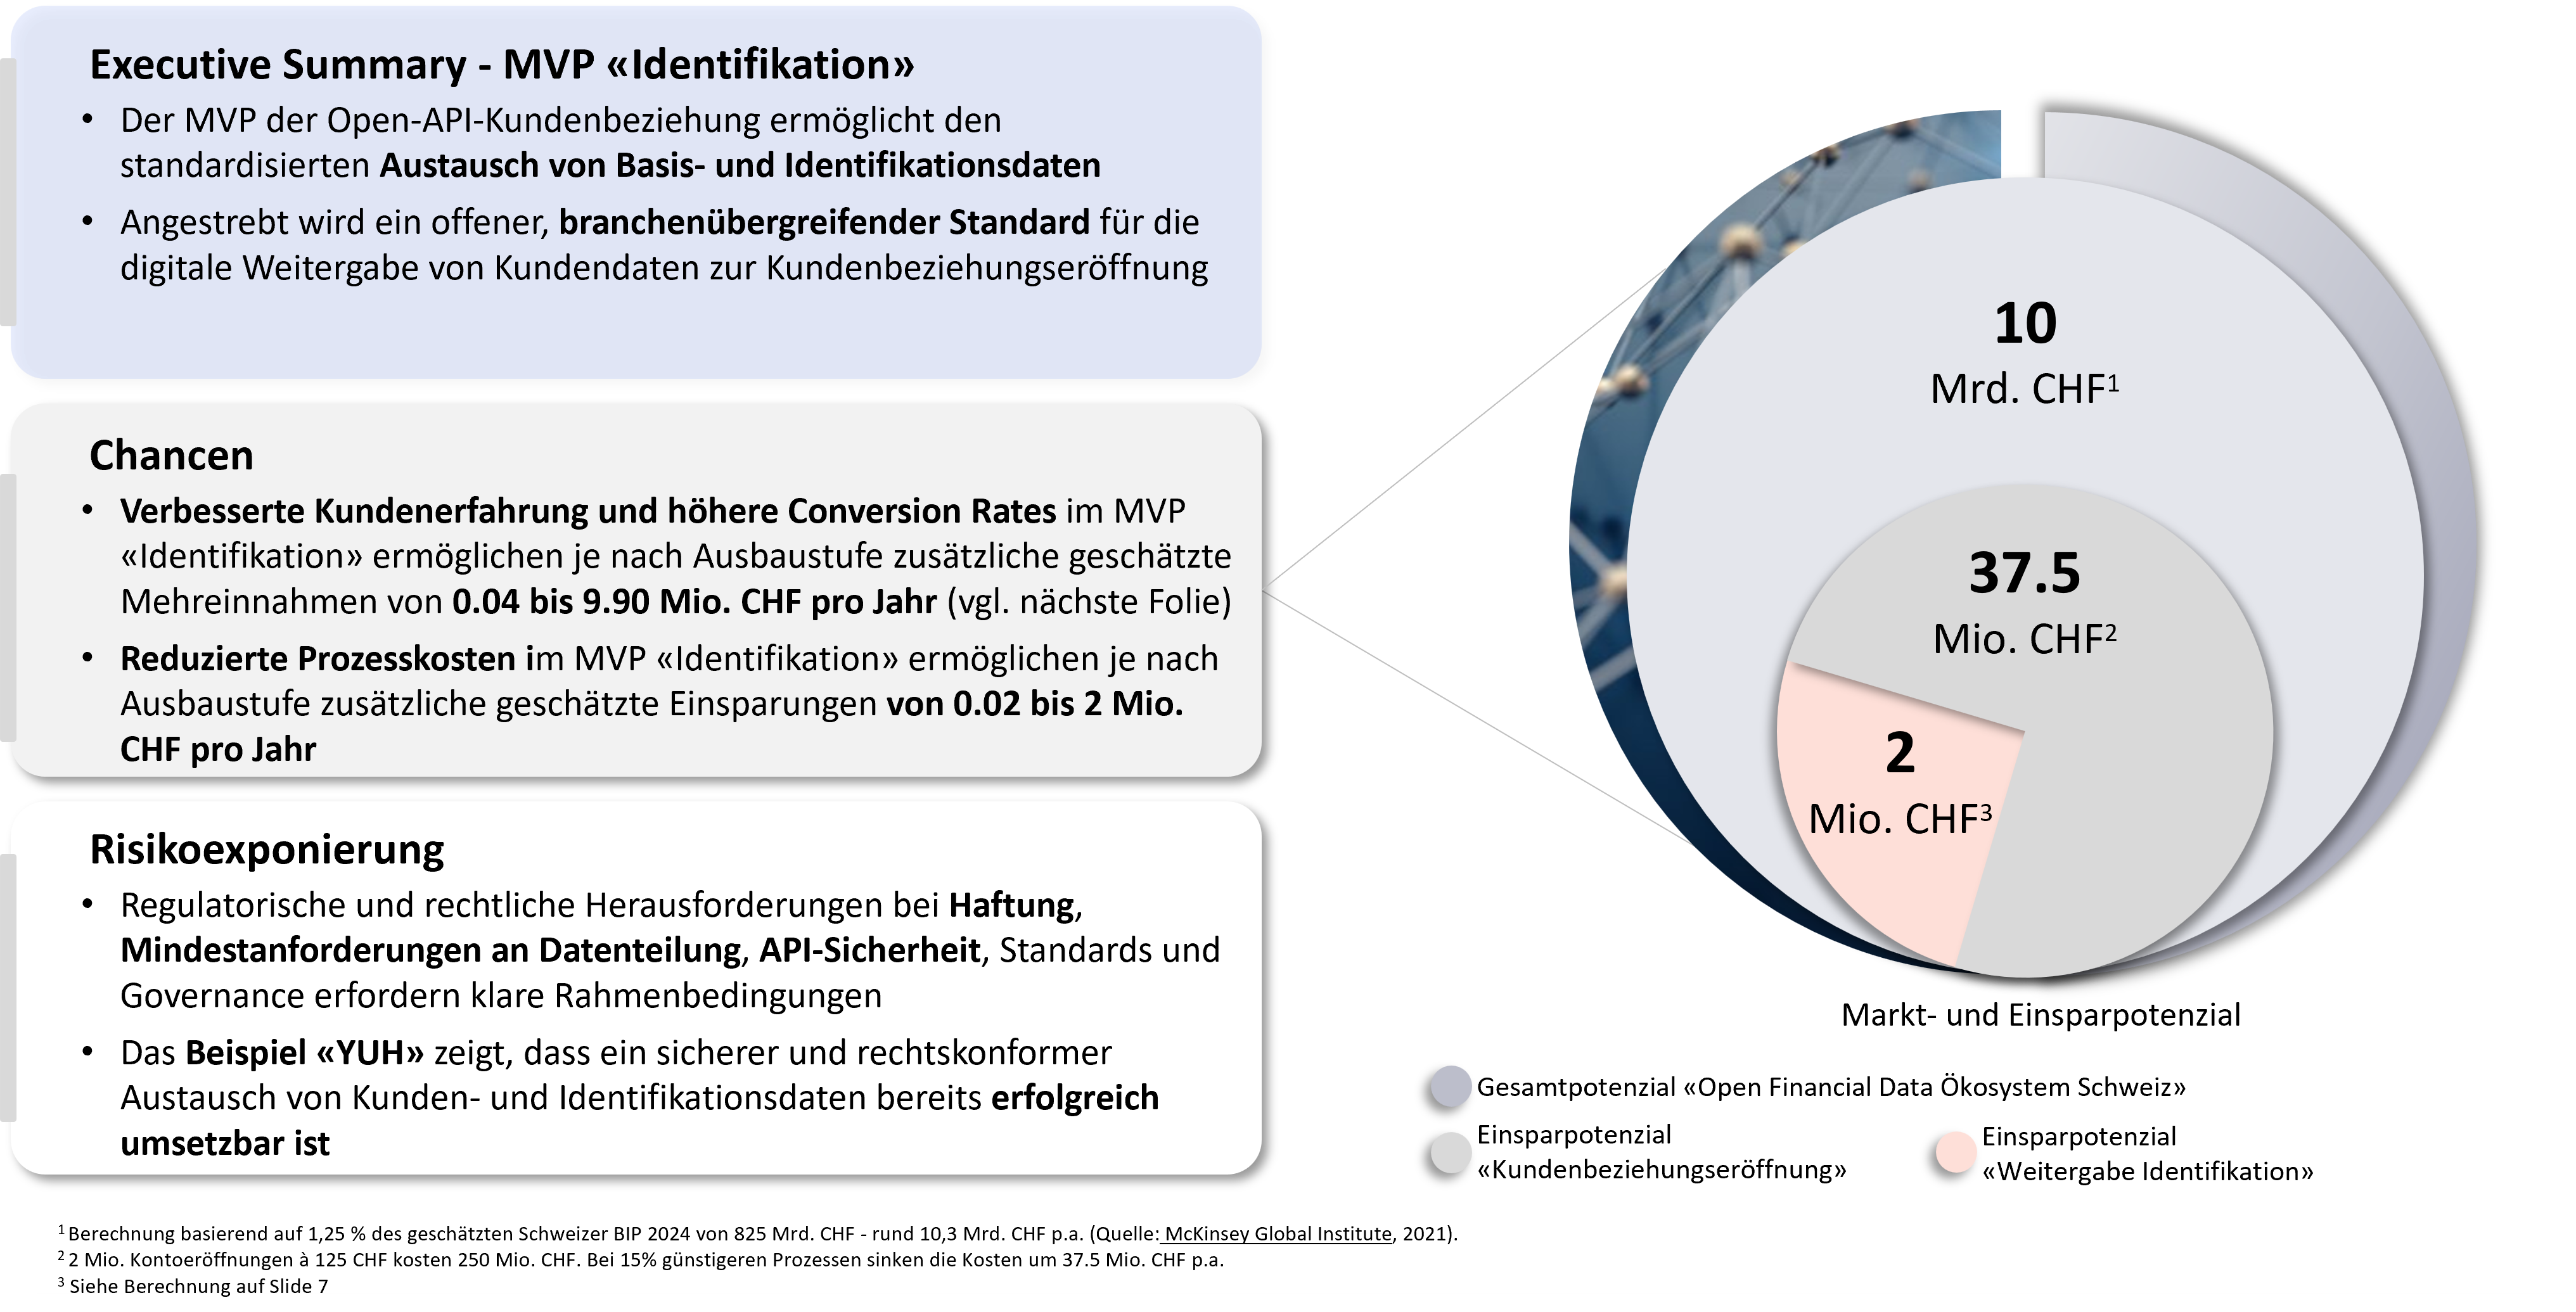 Executive Summary - MVP «Identifikation»
• Der MVP der Open-API-Kundenbeziehung ermöglicht den
standardisierten Austausch von Basis- und Identifikationsdaten
• Angestrebt wird ein offener, branchenübergreifender Standard für die
digitale Weitergabe von Kundendaten zur Kundenbeziehungseröffnung
Chancen
• Verbesserte Kundenerfahrung und höhere Conversion Rates im MVP
«Identifikation» ermöglichen je nach Ausbaustufe zusätzliche geschätzte
Mehreinnahmen von 0.04 bis 9.90 Mio. CHF pro Jahr (vgl. nächste Folie)
• Reduzierte Prozesskosten im MVP «Identifikation» ermöglichen je nach
Ausbaustufe zusätzliche geschätzte Einsparungen von 0.02 bis 2 Mio.
CHF pro Jahr
Risikoexponierung
• Regulatorische und rechtliche Herausforderungen bei Haftung,
Mindestanforderungen an Datenteilung, API-Sicherheit, Standards und
Governance erfordern klare Rahmenbedingungen
• Das Beispiel «YUH» zeigt, dass ein sicherer und rechtskonformer
Austausch von Kunden- und Identifikationsdaten bereits erfolgreich
umsetzbar ist
10
Mrd. CHF¹
37.5
Mio. CHF²
2
Mio. CHF³
Markt- und Einsparpotenzial
Gesamtpotenzial «Open Financial Data Ökosystem Schweiz»
Einsparpotenzial
«Kundenbeziehungseröffnung»
Einsparpotenzial
«Weitergabe Identifikation»
¹ Berechnung basierend auf 1,25 % des geschätzten Schweizer BIP 2024 von 825 Mrd. CHF - rund 10,3 Mrd. CHF p.a. (Quelle: McKinsey Global Institute, 2021).
² 2 Mio. Kontoeröffnungen à 125 CHF kosten 250 Mio. CHF. Bei 15% günstigeren Prozessen sinken die Kosten um 37.5 Mio. CHF p.a.
³ Siehe Berechnung auf Slide 7